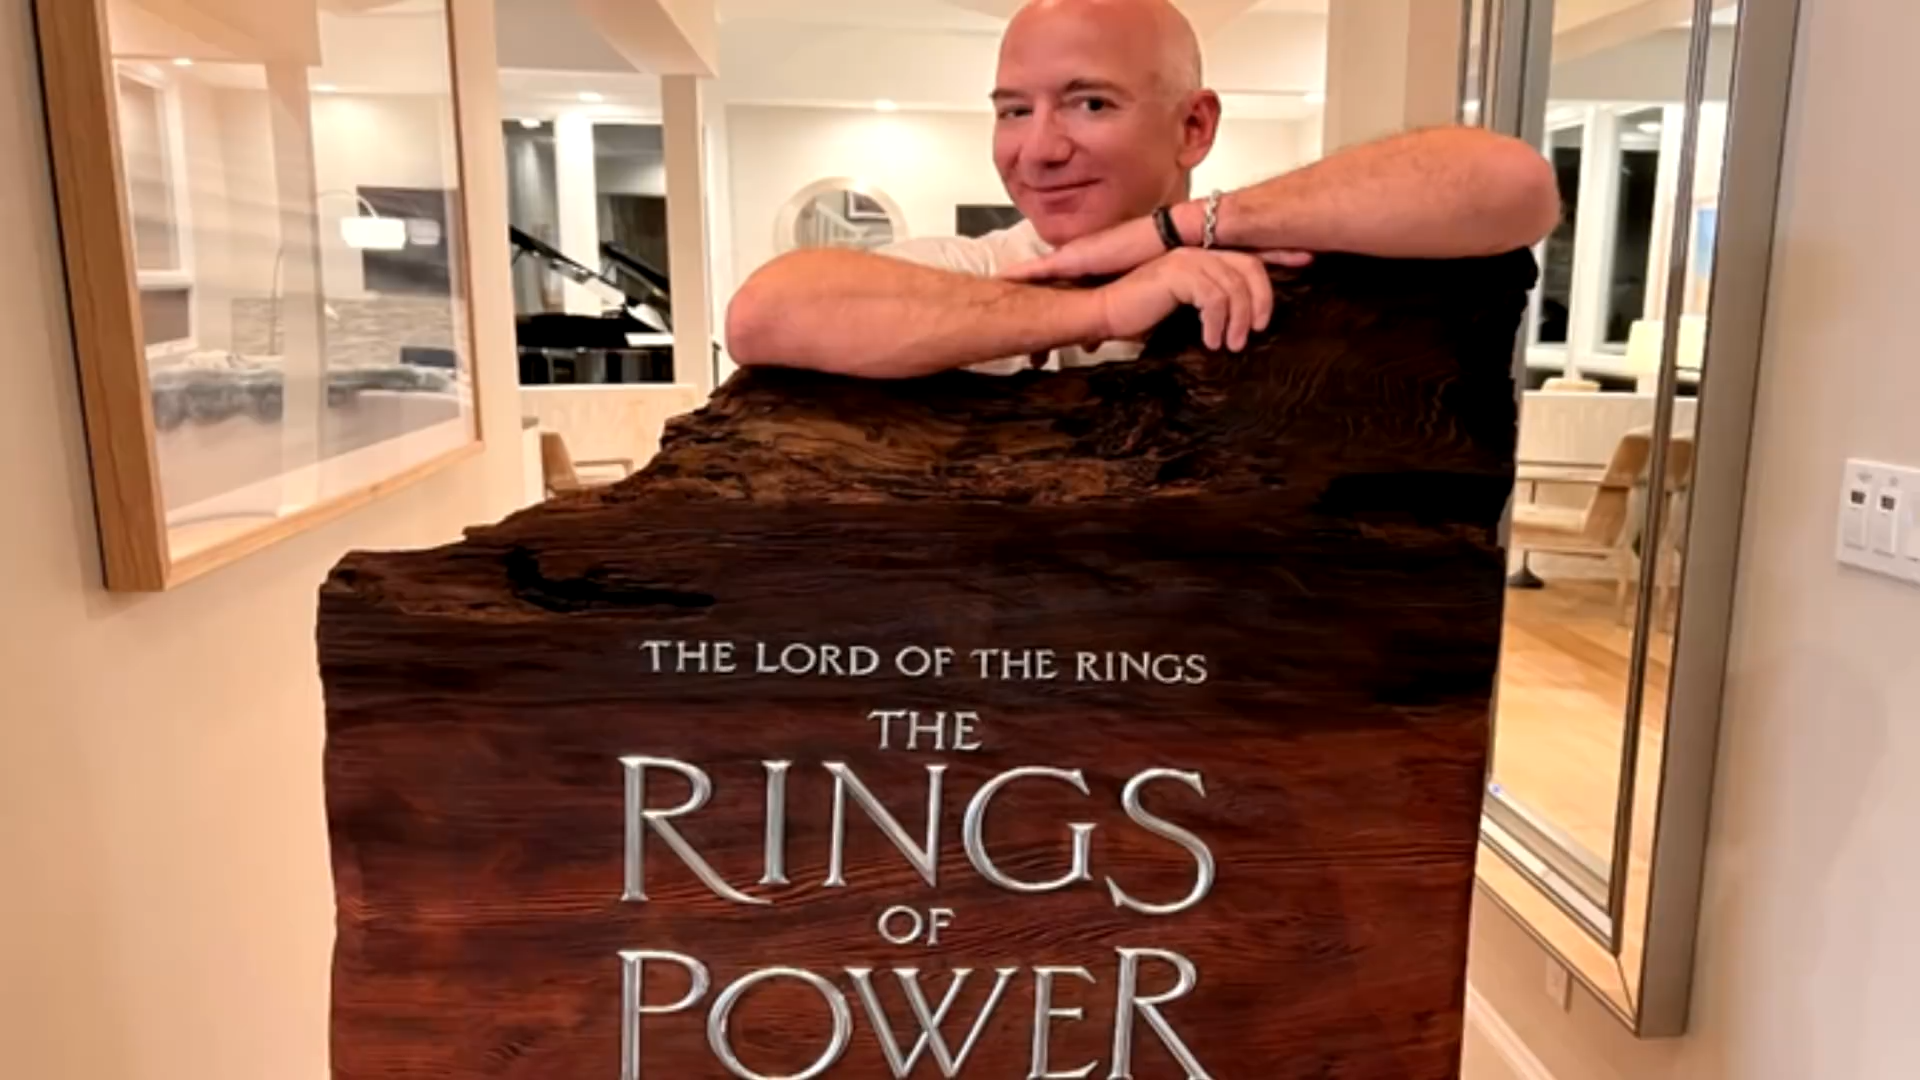 THE LORD OF THE RINGS
THE
RINGS
OF
POWER